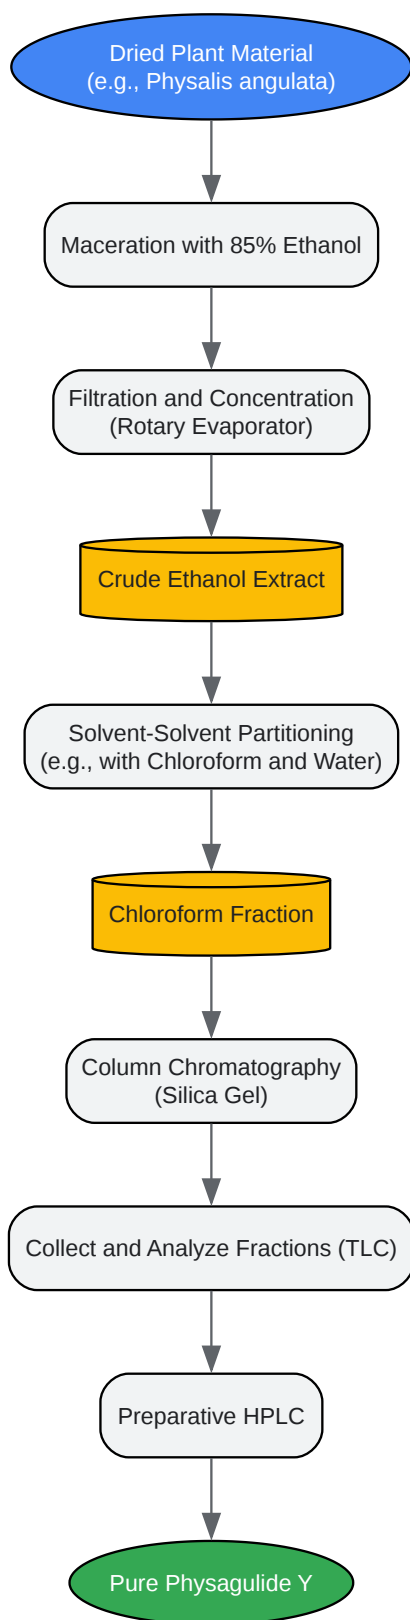 Dried Plant Material
(e.g., Physalis angulata)
Maceration with 85% Ethanol
Filtration and Concentration
(Rotary Evaporator)
Crude Ethanol Extract
Solvent-Solvent Partitioning
(e.g., with Chloroform and Water)
Chloroform Fraction
Column Chromatography
(Silica Gel)
Collect and Analyze Fractions (TLC)
Preparative HPLC
Pure Physagulide Y